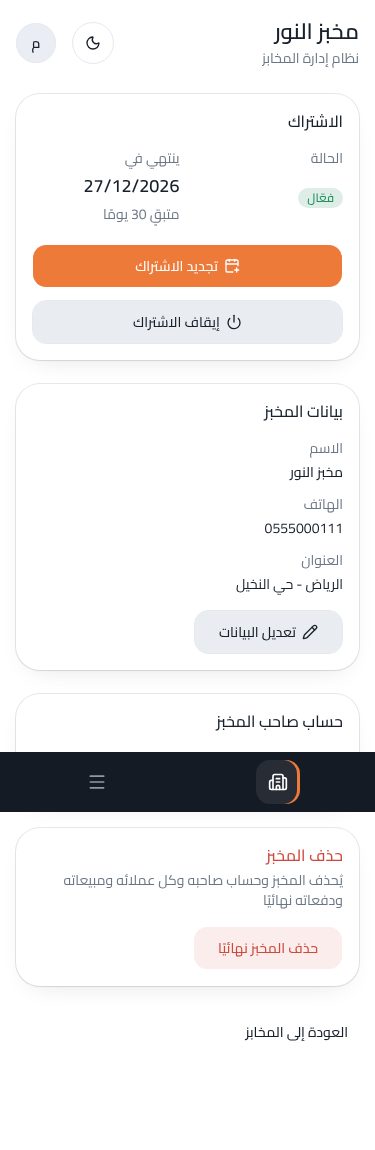 مخبز النور
نظام إدارة المخابز
م
الاشتراك
الحالة
فعّال
ينتهي في
27/12/2026
متبقٍ 30 يومًا
تجديد الاشتراك
إيقاف الاشتراك
بيانات المخبز
الاسم
مخبز النور
الهاتف
0555000111
العنوان
الرياض - حي النخيل
تعديل البيانات
حساب صاحب المخبز
حذف المخبز
يُحذف المخبز وحساب صاحبه وكل عملائه ومبيعاته
ودفعاته نهائيًا
حذف المخبز نهائيًا
العودة إلى المخابز